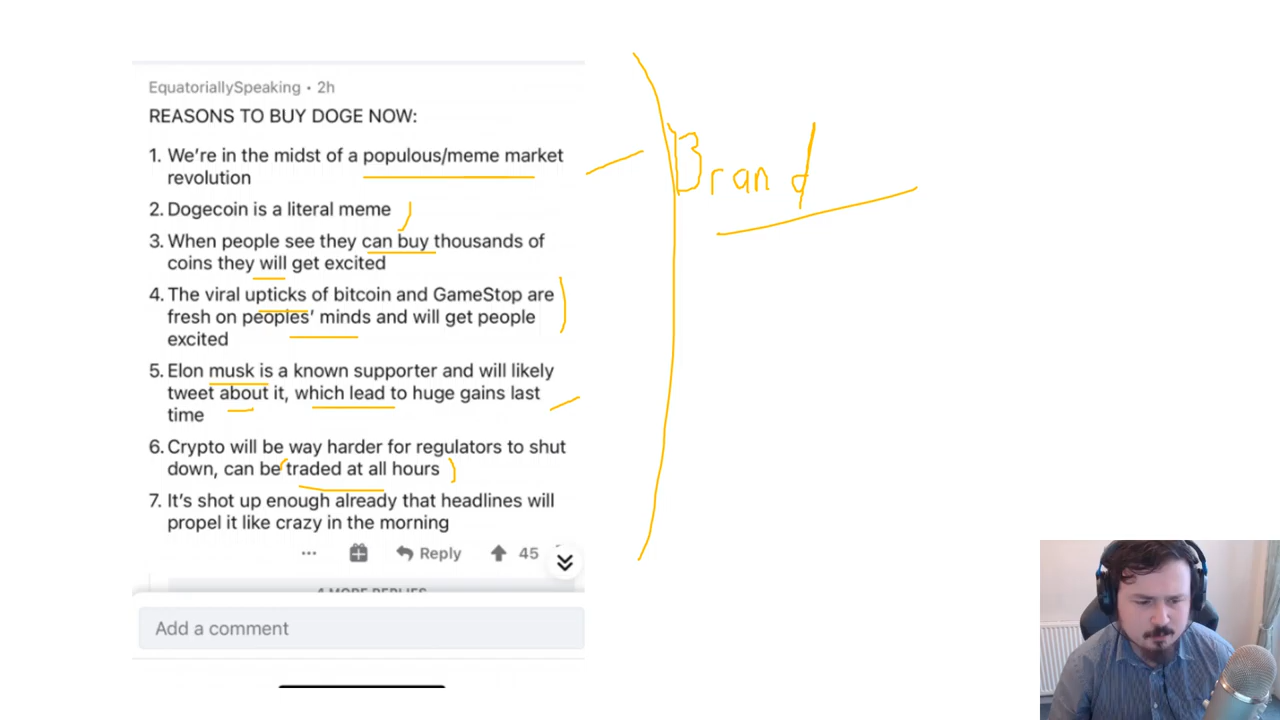 EquatoriallySpeaking • 2h
REASONS TO BUY DOGE NOW:
1. We're in the midst of a populous/meme market
revolution
2. Dogecoin is a literal meme
3. When people see they can buy thousands of
coins they will get excited
4. The viral upticks of bitcoin and GameStop are
fresh on peoples' minds and will get people
excited
5. Elon musk is a known supporter and will likely
tweet about it, which lead to huge gains last
time
6. Crypto will be way harder for regulators to shut
down, can be traded at all hours
7. It's shot up enough already that headlines will
propel it like crazy in the morning
... Reply 45
4 MORE REPLIES
Add a comment
Brand